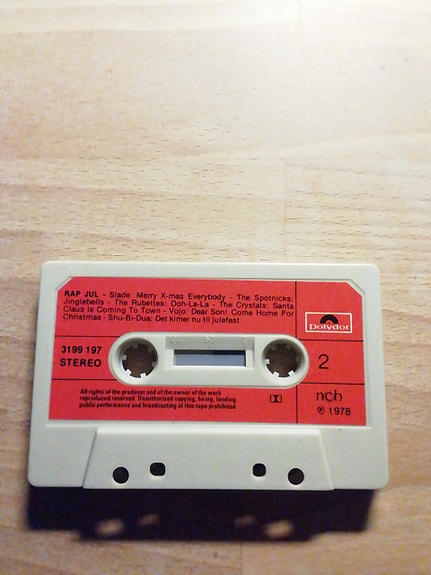 RAP JUL - Slade: Merry X-mas Everybody - The Spotnicks:
Jinglebells - The Rubettes: Ooh-La-La - The Crystals: Santa
Claus Is Coming To Town - Vojo: Dear Son! Come Home For
Christmas - Shu-Bi-Dua: Det kimer nu til julefest
polydor
3199 197
STEREO
2
All rights of the producer and of the owner of the work
reproduced reserved. Unauthorized copying, hiring, lending,
public performance and broadcasting of this tape prohibited.
ncb
℗ 1978